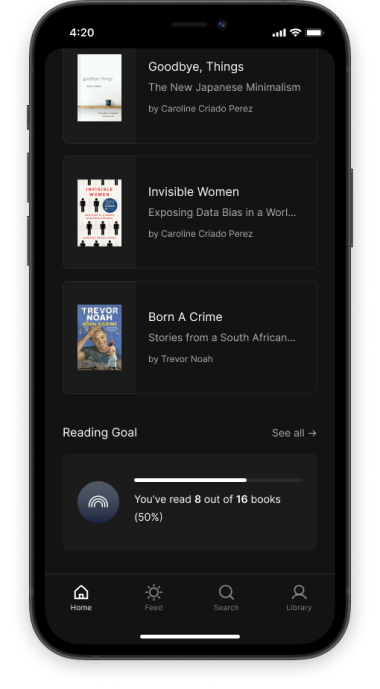 4:20
goodbye, things
Goodbye, Things
The New Japanese Minimalism
by Caroline Criado Perez
INVISIBLE
WOMEN
Invisible Women
Exposing Data Bias in a Worl...
by Caroline Criado Perez
TREVOR
NOAH
BORN A CRIME
Born A Crime
Stories from a South African...
by Trevor Noah
Reading Goal
See all →
You've read 8 out of 16 books
(50%)
Home
Feed
Search
Library